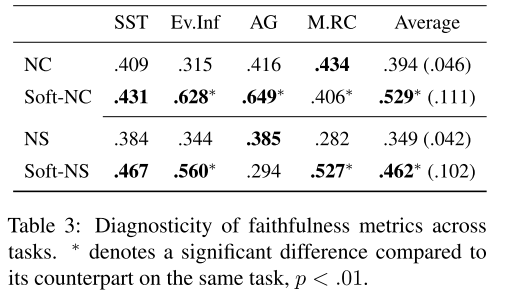 SST Ev.Inf AG M.RC Average
NC .409 .315 .416 .434 .394 (.046)
Soft-NC .431 .628* .649* .406* .529* (.111)
NS .384 .344 .385 .282 .349 (.042)
Soft-NS .467 .560* .294 .527* .462* (.102)
Table 3: Diagnosticity of faithfulness metrics across
tasks. * denotes a significant difference compared to
its counterpart on the same task, p < .01.